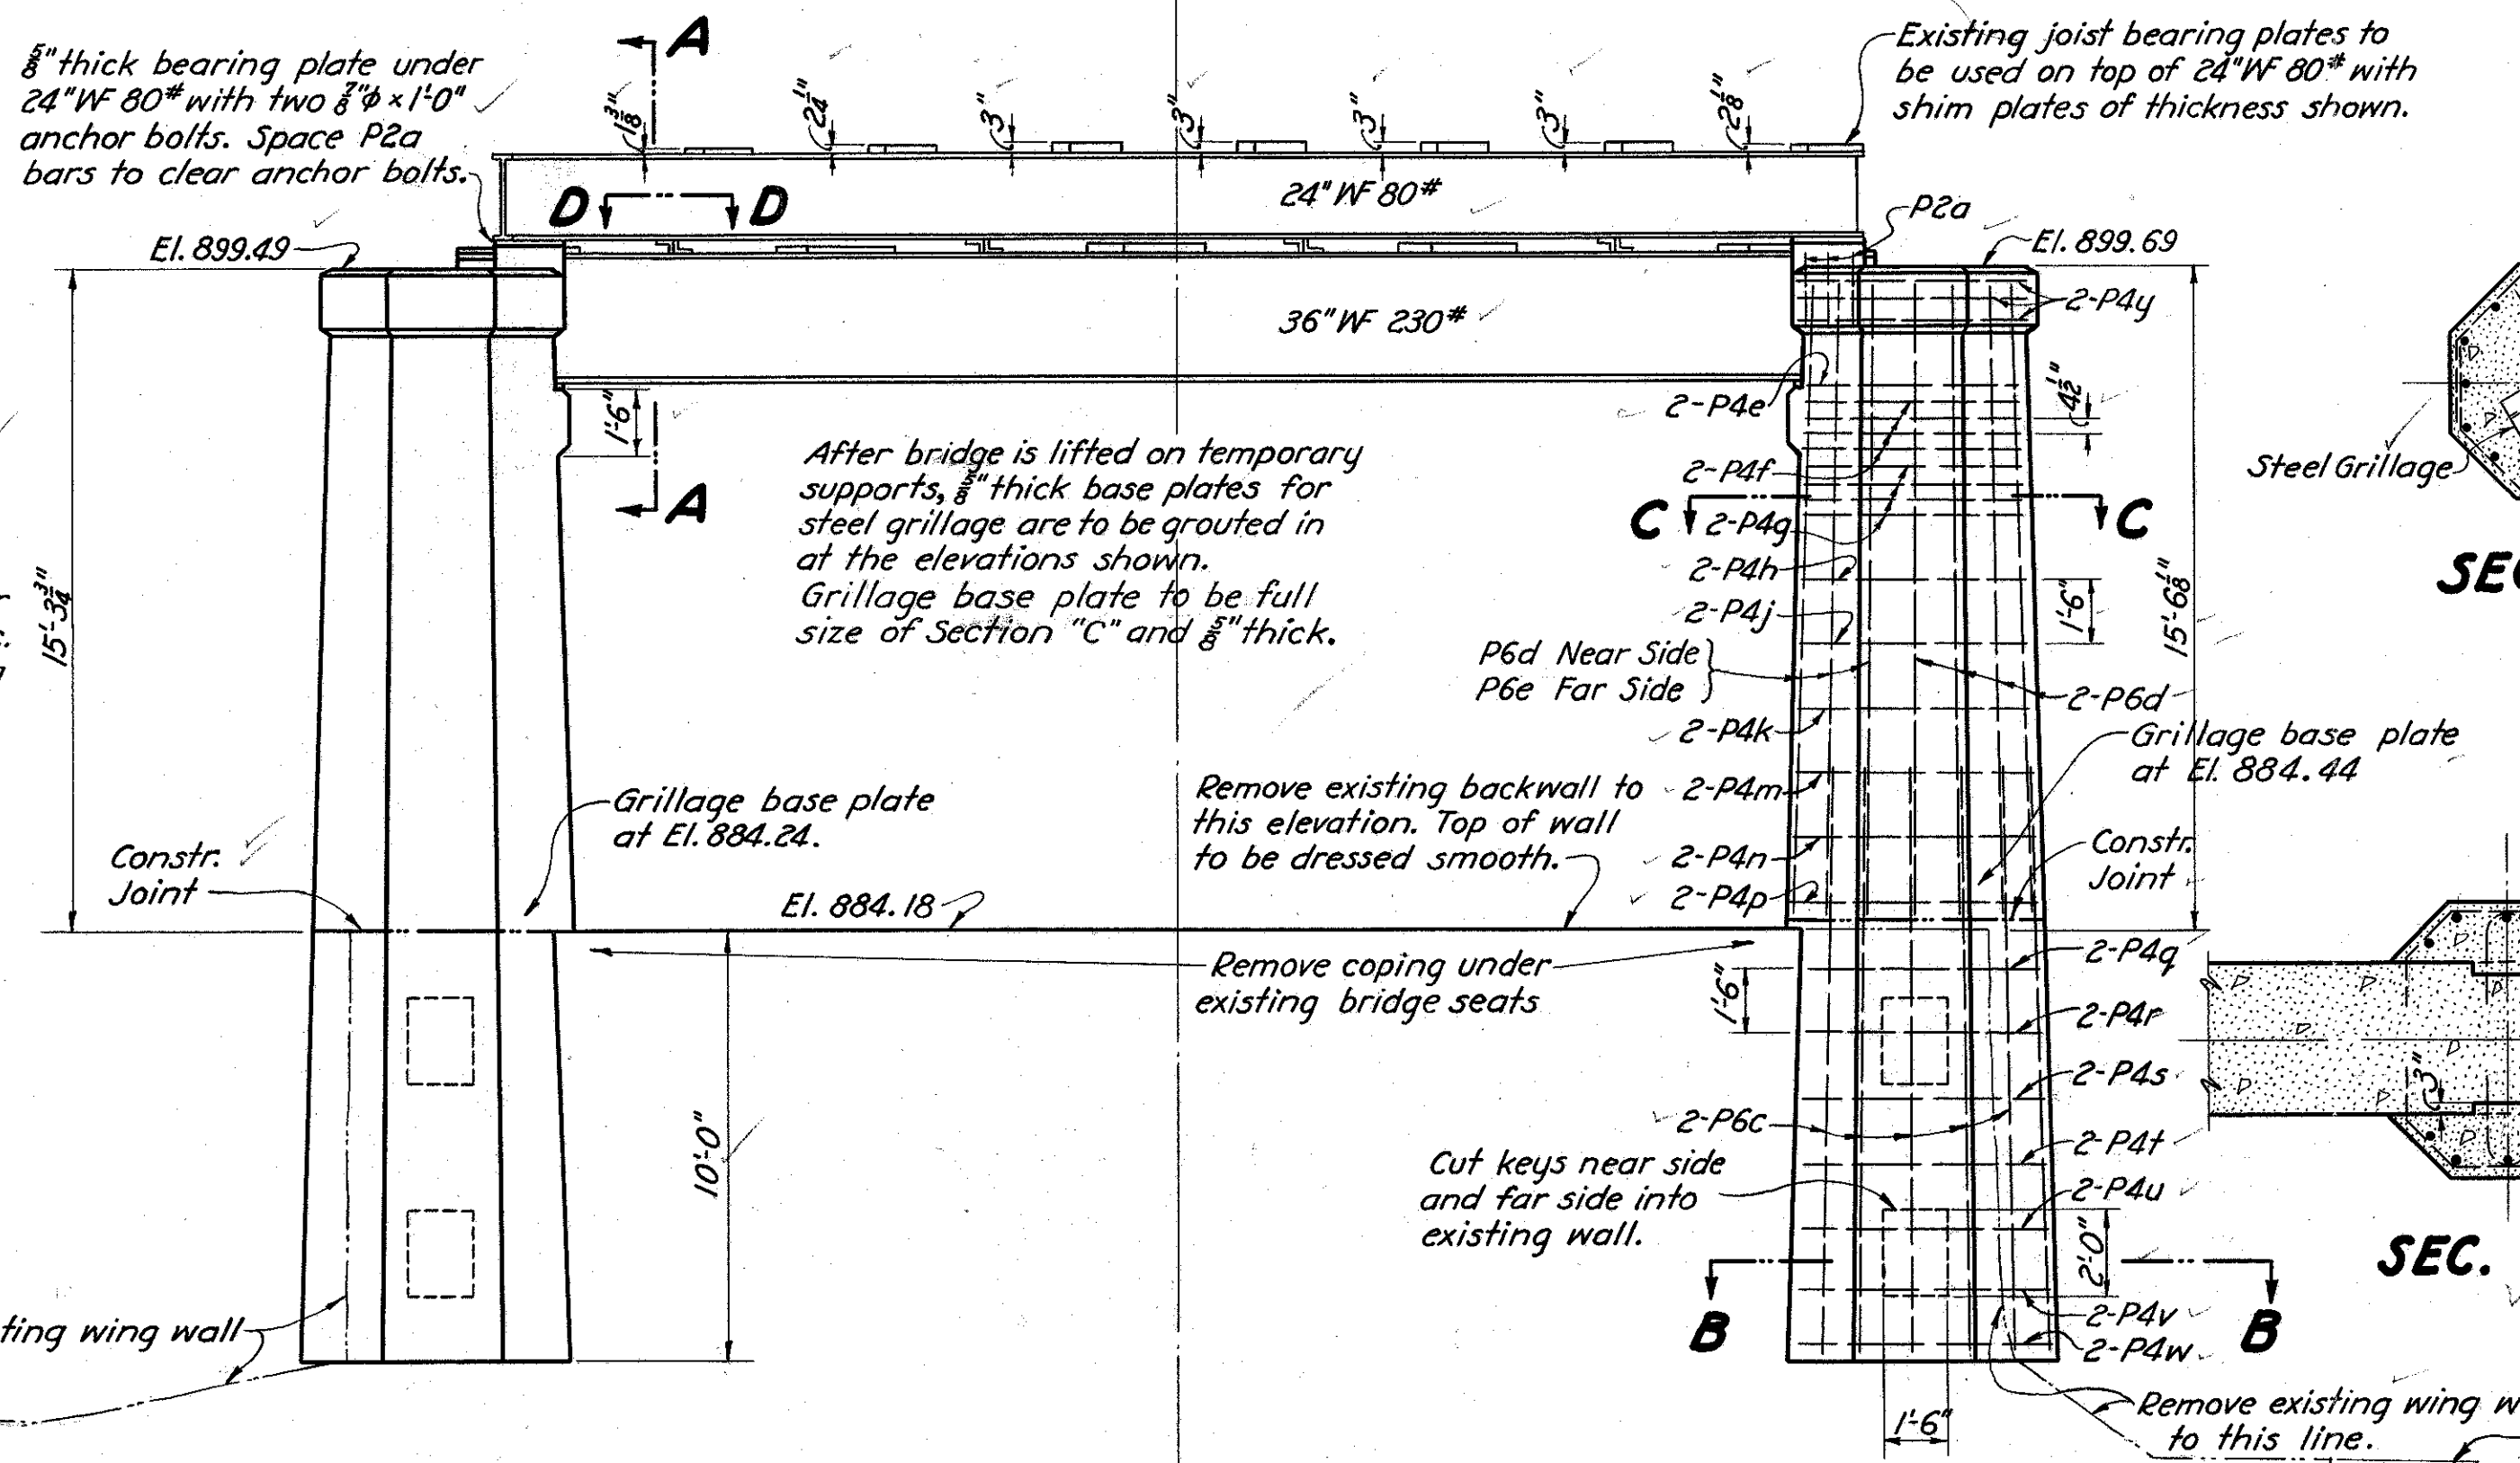 5/8" thick bearing plate under
24" WF 80# with two 7/8"φ x 1'-0"
anchor bolts. Space P2a
bars to clear anchor bolts.
A
1 3/8"
2 1/4"
3"
3"
3"
3"
2 1/8"
Existing joist bearing plates to
be used on top of 24" WF 80# with
shim plates of thickness shown.
D
D
24" WF 80#
P2a
El. 899.49
El. 899.69
2-P4y
36" WF 230#
1'-6"
A
2-P4e
4 1/2"
2-P4f
C
C
2-P4g
2-P4h
2-P4j
1'-6"
15'-6 1/8"
15'-3 3/4"
After bridge is lifted on temporary
supports, 5/8" thick base plates for
steel grillage are to be grouted in
at the elevations shown.
Grillage base plate to be full
size of Section "C" and 5/8" thick.
Steel Grillage
SEC
P6d Near Side
P6e Far Side
2-P6d
2-P4k
Grillage base plate
at El. 884.44
2-P4m
Remove existing backwall to
this elevation. Top of wall
to be dressed smooth.
Grillage base plate
at El. 884.24.
2-P4n
Constr.
Joint
Constr.
Joint
2-P4p
El. 884.18
2-P4q
Remove coping under
existing bridge seats
1'-6"
2-P4r
2-P4s
3"
2-P6c
2-P4t
10'-0"
Cut keys near side
and far side into
existing wall.
2-P4u
2'-0"
SEC.
B
B
2-P4v
2-P4w
ting wing wall
1'-6"
Remove existing wing w
to this line.